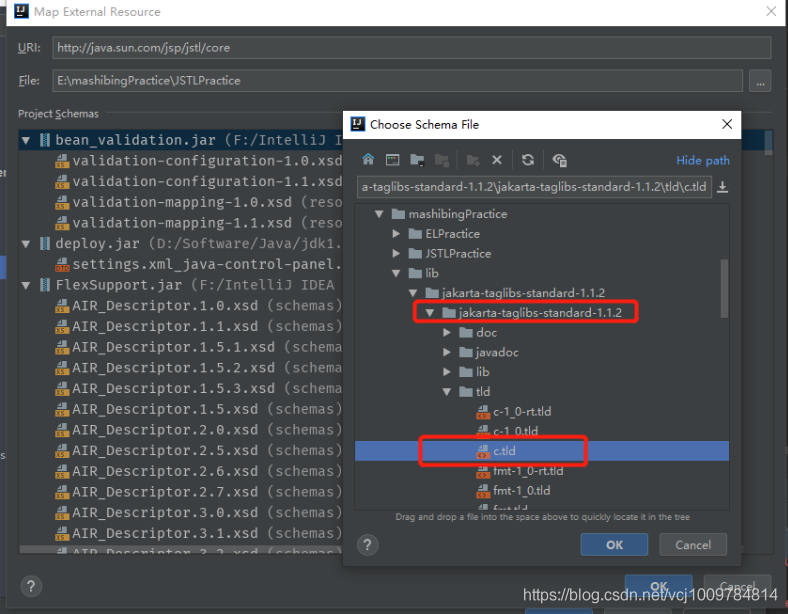 Map External Resource
URI: http://java.sun.com/jsp/jstl/core
File: E:\mashibingPractice\JSTLPractice ...
Project Schemas
bean_validation.jar (F:/IntelliJ I
validation-configuration-1.0.xsd
validation-configuration-1.1.xsd
validation-mapping-1.0.xsd (reso
validation-mapping-1.1.xsd (reso
deploy.jar (D:/Software/Java/jdk1.
settings.xml_java-control-panel.
FlexSupport.jar (F:/IntelliJ IDEA
AIR_Descriptor.1.0.xsd (schemas)
AIR_Descriptor.1.1.xsd (schemas)
AIR_Descriptor.1.5.1.xsd (schema
AIR_Descriptor.1.5.2.xsd (schema
AIR_Descriptor.1.5.3.xsd (schema
AIR_Descriptor.1.5.xsd (schemas)
AIR_Descriptor.2.0.xsd (schemas)
AIR_Descriptor.2.5.xsd (schemas)
AIR_Descriptor.2.6.xsd (schemas)
AIR_Descriptor.2.7.xsd (schemas)
AIR_Descriptor.3.0.xsd (schemas)
AIR_Descriptor.3.1.xsd (schemas)
AIR_Descriptor.3.2.xsd (schemas)
Choose Schema File
Hide path
a-taglibs-standard-1.1.2\jakarta-taglibs-standard-1.1.2\tld\c.tld
mashibingPractice
ELPractice
JSTLPractice
lib
jakarta-taglibs-standard-1.1.2
jakarta-taglibs-standard-1.1.2
doc
javadoc
lib
tld
c-1_0-rt.tld
c-1_0.tld
c.tld
fmt-1_0-rt.tld
fmt-1_0.tld
fmt.tld
Drag and drop a file into the space above to quickly locate it in the tree
? OK Cancel
? OK Cancel
https://blog.csdn.net/vcj1009784814